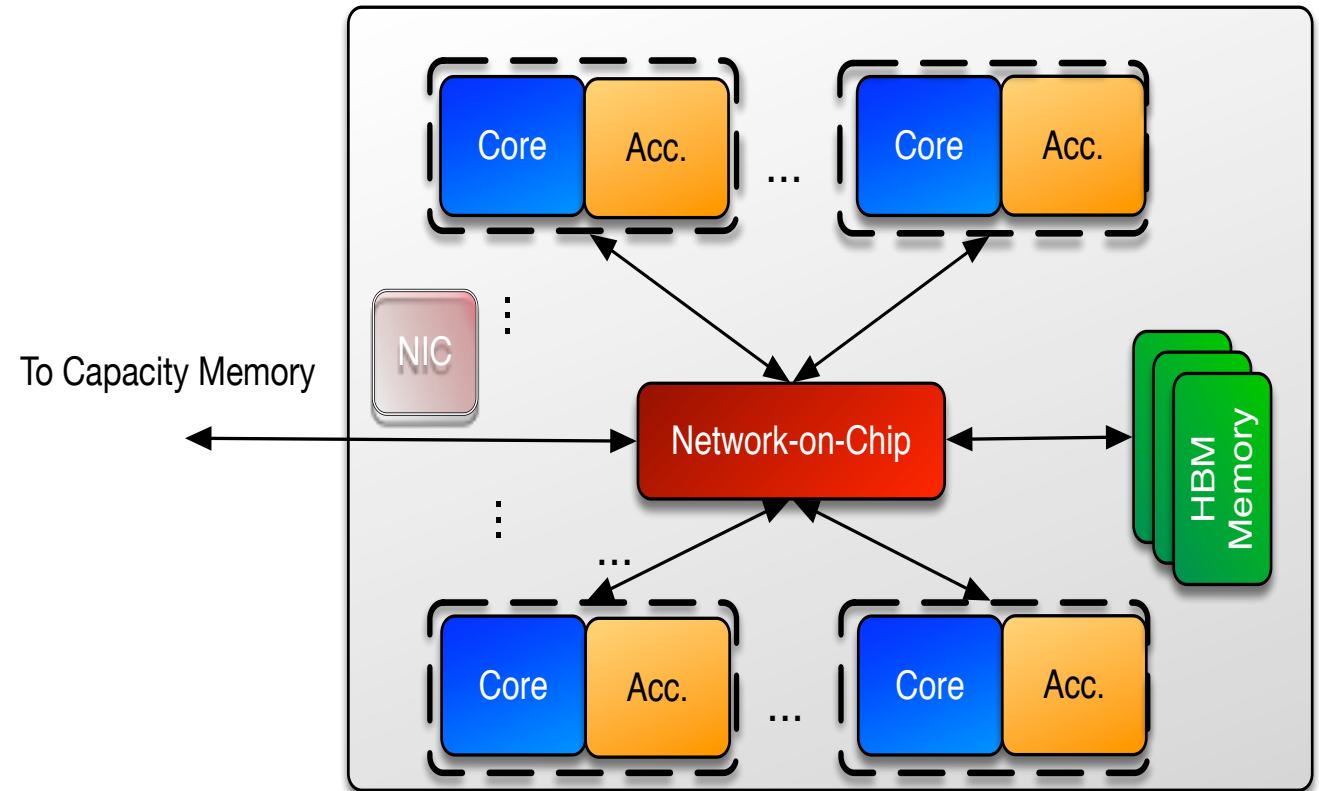 Core
Acc.
...
Core
Acc.
...
NIC
To Capacity Memory
Network-on-Chip
HBM
Memory
...
...
Core
Acc.
...
Core
Acc.